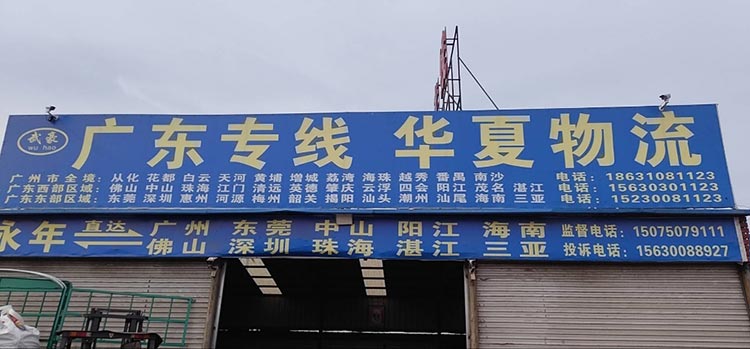 武豪
wu hao
广东专线 华夏物流
广州市全境：从化 花都 白云 天河 黄埔 增城 荔湾 海珠 越秀 番禺 南沙 电话：18631081123
广东西部区域：佛山 中山 珠海 江门 清远 英德 肇庆 云浮 四会 阳江 茂名 湛江 电话：15630301123
广东东部区域：东莞 深圳 惠州 河源 梅州 韶关 揭阳 汕头 潮州 汕尾 海南 三亚 电话：15230081123
永年 直达 广州 东莞 中山 阳江 海南 监督电话：15075079111
佛山 深圳 珠海 湛江 三亚 投诉电话：15630088927